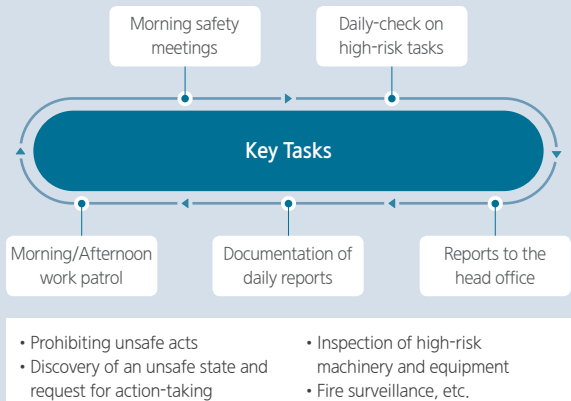 Morning safety
meetings
Daily-check on
high-risk tasks
Key Tasks
Morning/Afternoon
work patrol
Documentation of
daily reports
Reports to the
head office
• Prohibiting unsafe acts
• Discovery of an unsafe state and
request for action-taking
• Inspection of high-risk
machinery and equipment
• Fire surveillance, etc.